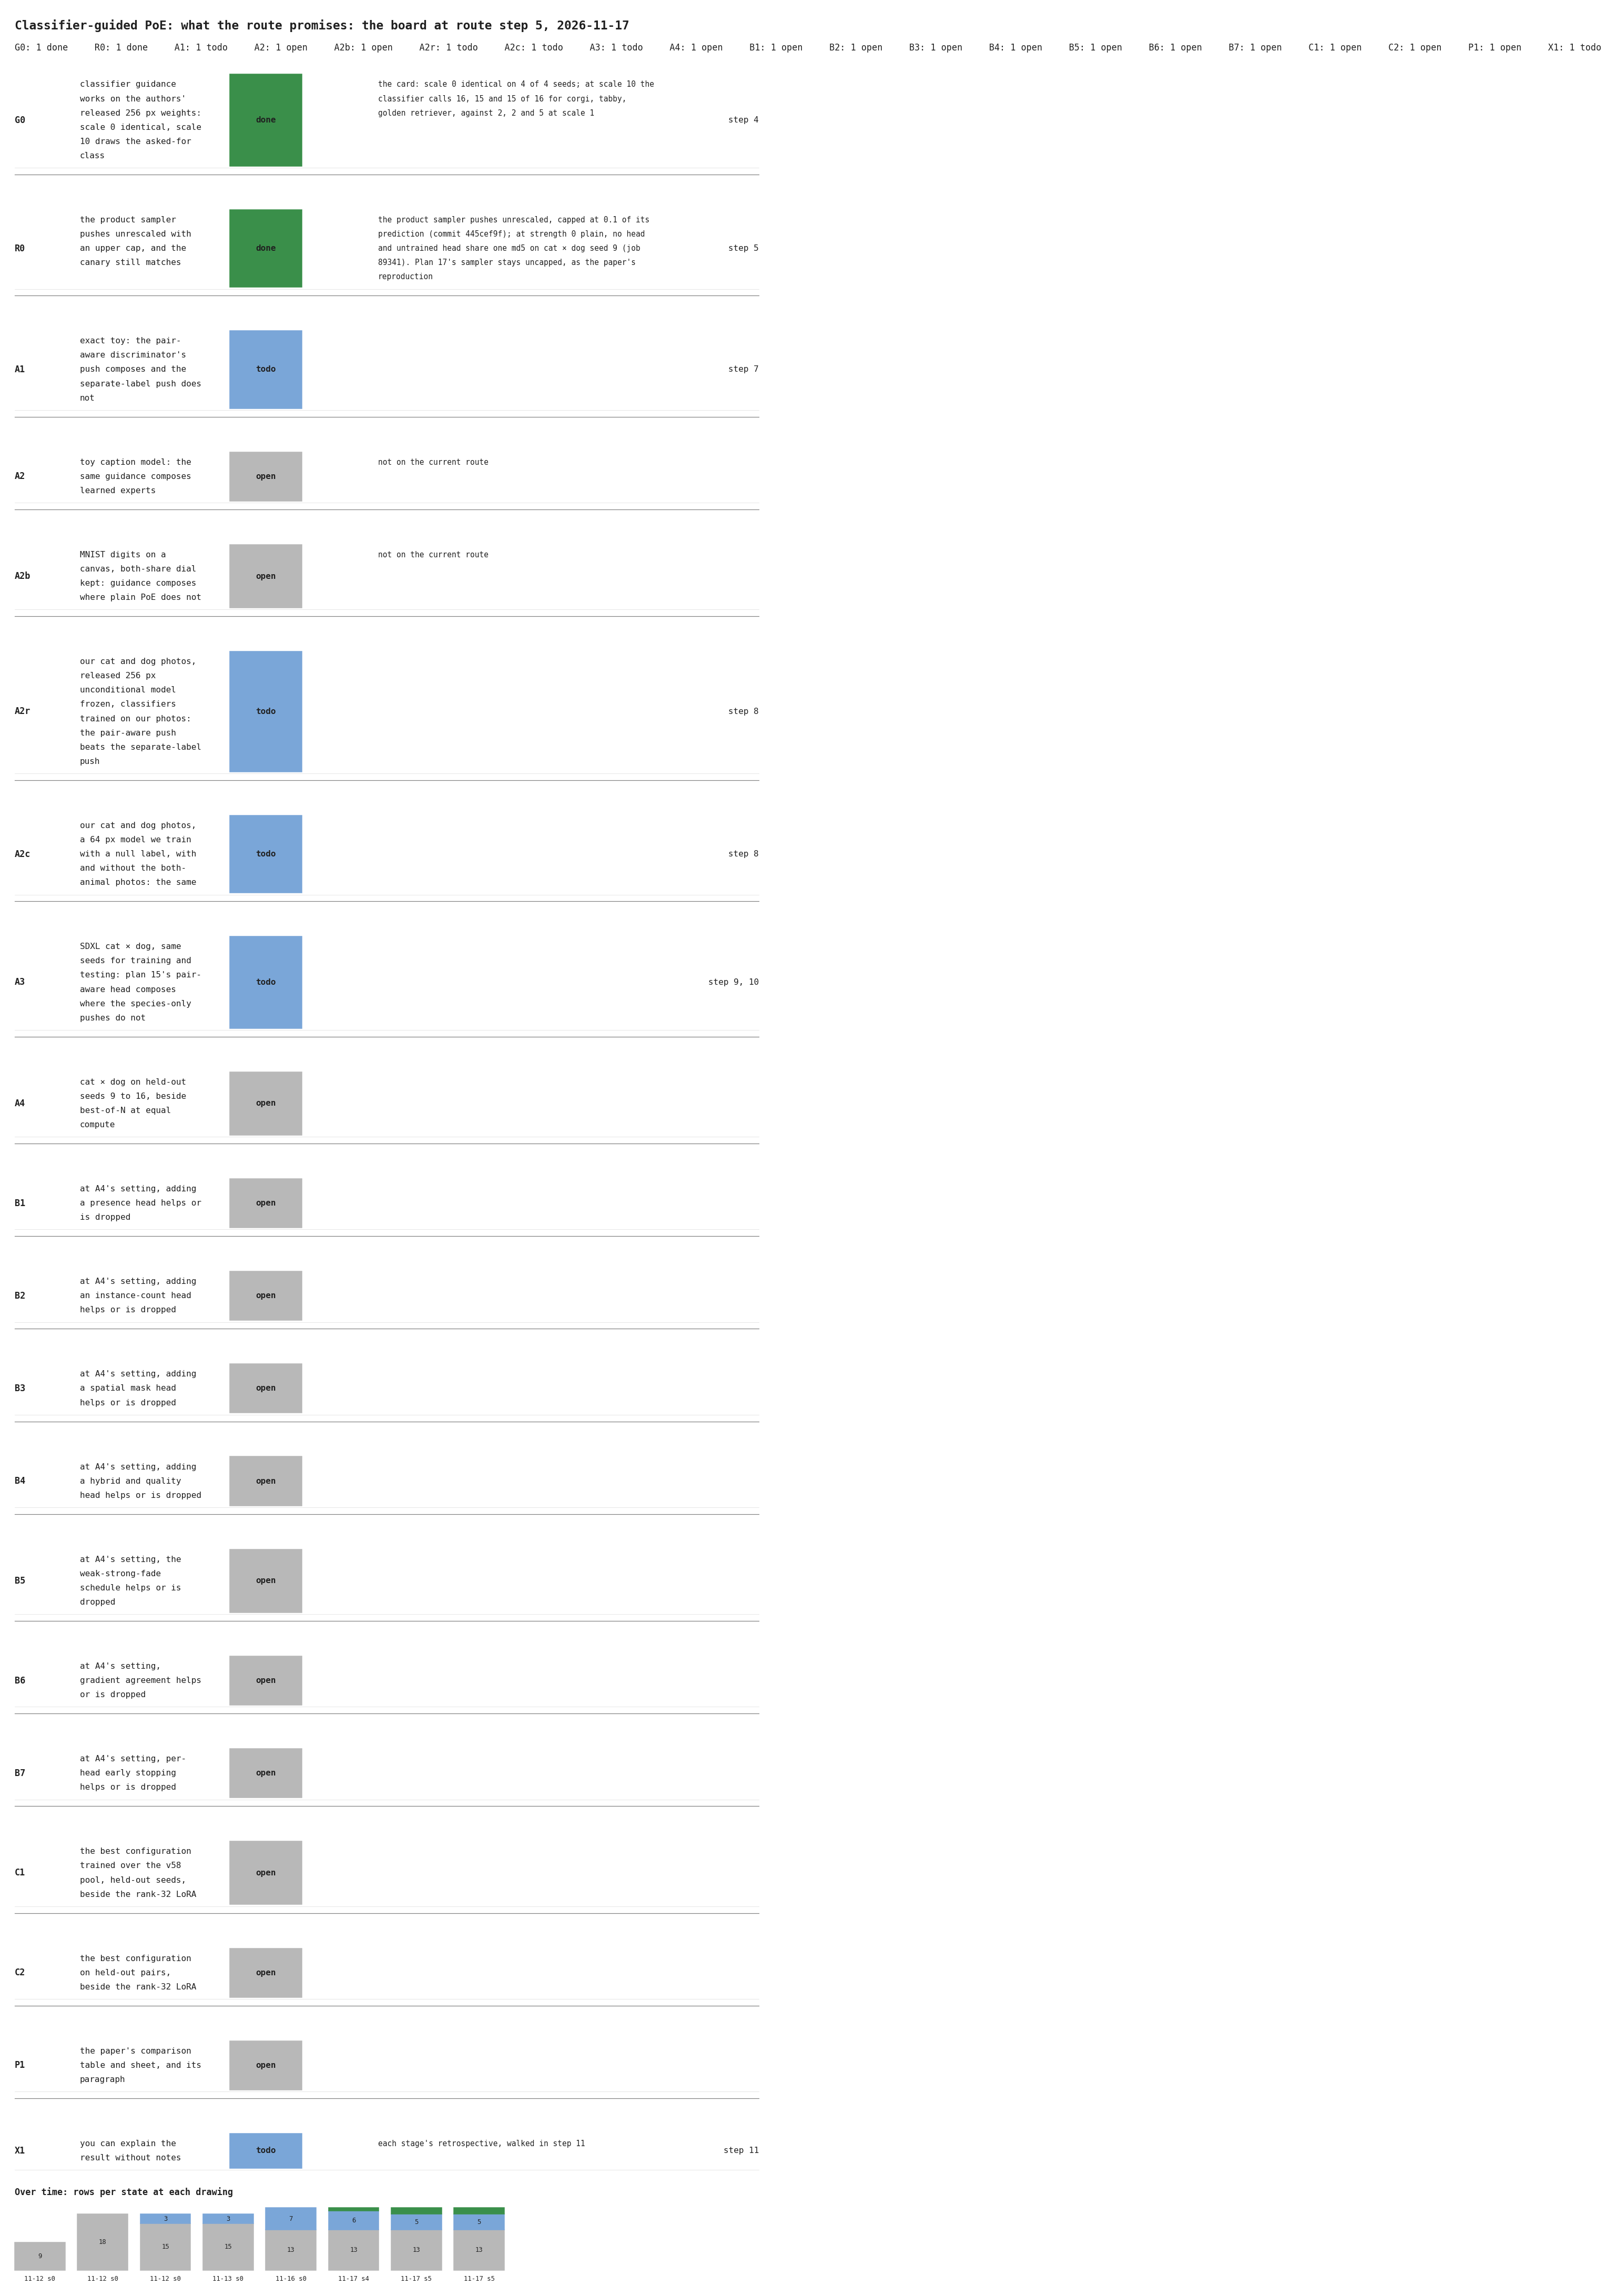 Classifier-guided PoE: what the route promises: the board at route step 5, 2026-11-17
G0: 1 done R0: 1 done A1: 1 todo A2: 1 open A2b: 1 open A2r: 1 todo A2c: 1 todo A3: 1 todo A4: 1 open B1: 1 open B2: 1 open B3: 1 open B4: 1 open B5: 1 open B6: 1 open B7: 1 open C1: 1 open C2: 1 open P1: 1 open X1: 1 todo
G0
classifier guidance
works on the authors'
released 256 px weights:
scale 0 identical, scale
10 draws the asked-for
class
done
the card: scale 0 identical on 4 of 4 seeds; at scale 10 the
classifier calls 16, 15 and 15 of 16 for corgi, tabby,
golden retriever, against 2, 2 and 5 at scale 1
step 4
R0
the product sampler
pushes unrescaled with
an upper cap, and the
canary still matches
done
the product sampler pushes unrescaled, capped at 0.1 of its
prediction (commit 445cef9f); at strength 0 plain, no head
and untrained head share one md5 on cat × dog seed 9 (job
89341). Plan 17's sampler stays uncapped, as the paper's
reproduction
step 5
A1
exact toy: the pair-
aware discriminator's
push composes and the
separate-label push does
not
todo
step 7
A2
toy caption model: the
same guidance composes
learned experts
open
not on the current route
A2b
MNIST digits on a
canvas, both-share dial
kept: guidance composes
where plain PoE does not
open
not on the current route
A2r
our cat and dog photos,
released 256 px
unconditional model
frozen, classifiers
trained on our photos:
the pair-aware push
beats the separate-label
push
todo
step 8
A2c
our cat and dog photos,
a 64 px model we train
with a null label, with
and without the both-
animal photos: the same
todo
step 8
A3
SDXL cat × dog, same
seeds for training and
testing: plan 15's pair-
aware head composes
where the species-only
pushes do not
todo
step 9, 10
A4
cat × dog on held-out
seeds 9 to 16, beside
best-of-N at equal
compute
open
B1
at A4's setting, adding
a presence head helps or
is dropped
open
B2
at A4's setting, adding
an instance-count head
helps or is dropped
open
B3
at A4's setting, adding
a spatial mask head
helps or is dropped
open
B4
at A4's setting, adding
a hybrid and quality
head helps or is dropped
open
B5
at A4's setting, the
weak-strong-fade
schedule helps or is
dropped
open
B6
at A4's setting,
gradient agreement helps
or is dropped
open
B7
at A4's setting, per-
head early stopping
helps or is dropped
open
C1
the best configuration
trained over the v58
pool, held-out seeds,
beside the rank-32 LoRA
open
C2
the best configuration
on held-out pairs,
beside the rank-32 LoRA
open
P1
the paper's comparison
table and sheet, and its
paragraph
open
X1
you can explain the
result without notes
todo
each stage's retrospective, walked in step 11
step 11
Over time: rows per state at each drawing
9 18 3 15 3 15 7 13 6 13 5 13 5 13
11-12 s0 11-12 s0 11-12 s0 11-13 s0 11-16 s0 11-17 s4 11-17 s5 11-17 s5